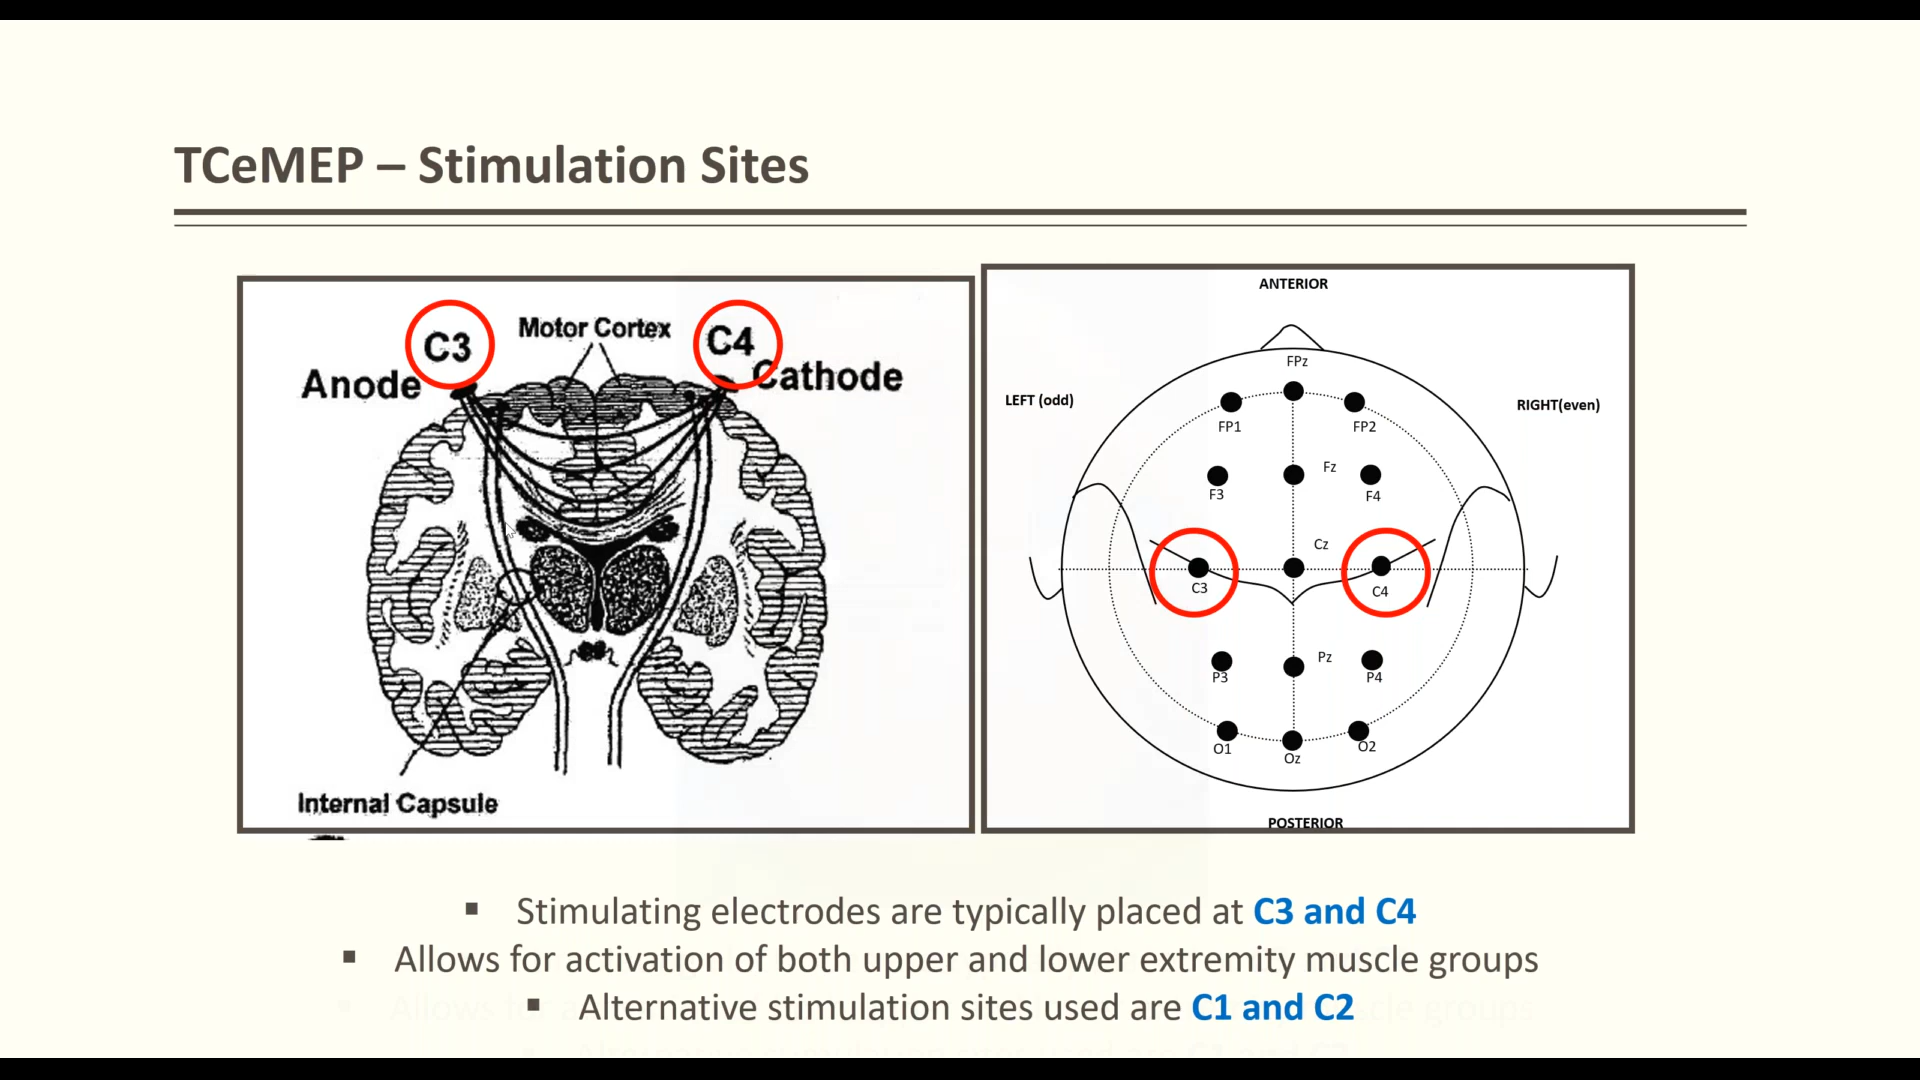 TCeMEP – Stimulation Sites
C3
Motor Cortex
C4
Anode
Cathode
Internal Capsule
ANTERIOR
FPz
LEFT (odd)
RIGHT(even)
FP1
FP2
Fz
F3
F4
Cz
C3
C4
Pz
P3
P4
O1
O2
Oz
POSTERIOR
▪ Stimulating electrodes are typically placed at C3 and C4
▪ Allows for activation of both upper and lower extremity muscle groups
▪ Alternative stimulation sites used are C1 and C2